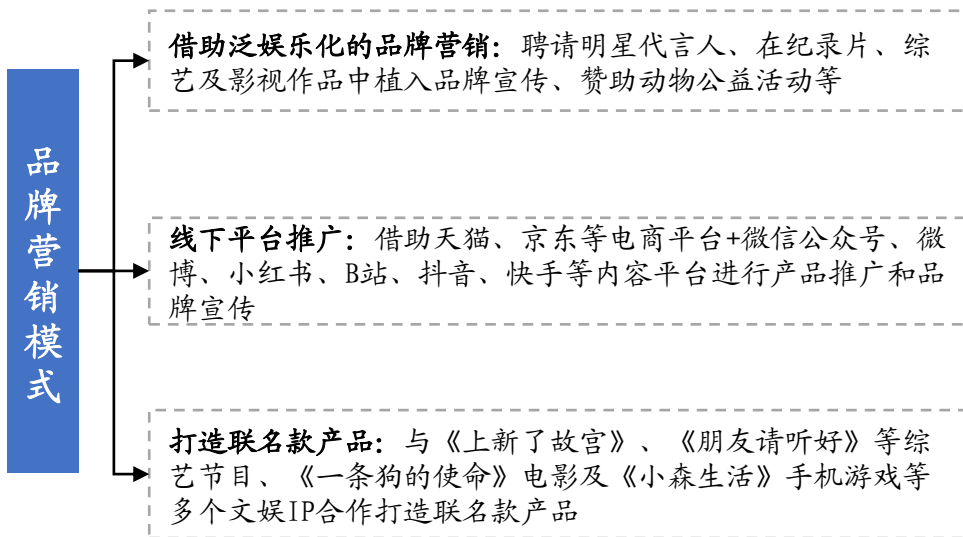 品牌营销模式
借助泛娱乐化的品牌营销：聘请明星代言人、在纪录片、综
艺及影视作品中植入品牌宣传、赞助动物公益活动等
线下平台推广：借助天猫、京东等电商平台+微信公众号、微
博、小红书、B站、抖音、快手等内容平台进行产品推广和品
牌宣传
打造联名款产品：与《上新了故宫》、《朋友请听好》等综
艺节目、《一条狗的使命》电影及《小森生活》手机游戏等
多个文娱IP合作打造联名款产品